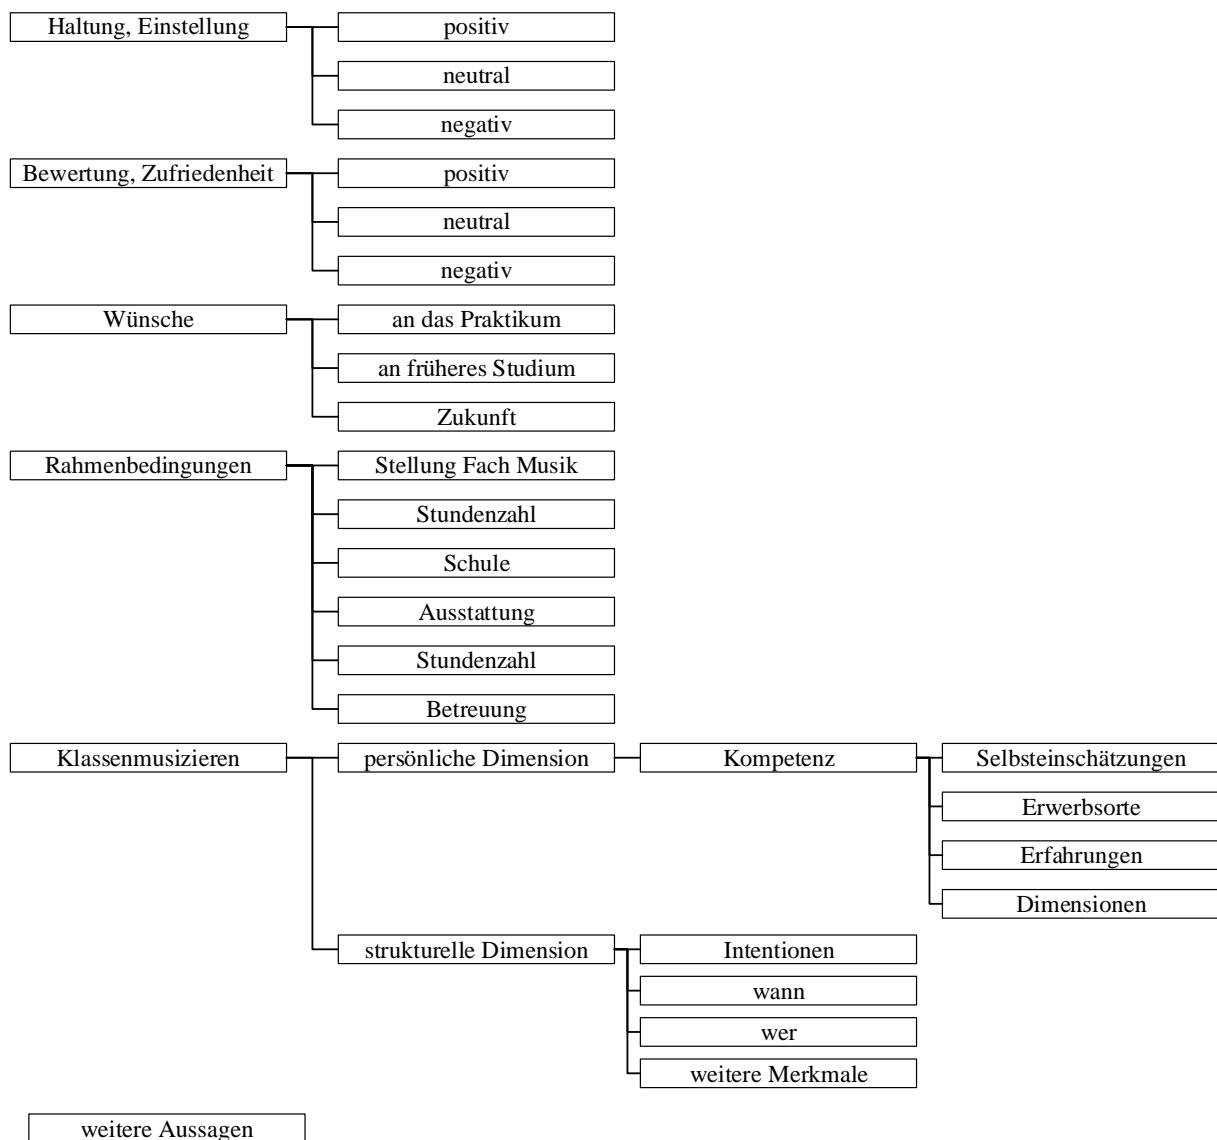 Haltung, Einstellung
positiv
neutral
negativ
Bewertung, Zufriedenheit
positiv
neutral
negativ
Wünsche
an das Praktikum
an früheres Studium
Zukunft
Rahmenbedingungen
Stellung Fach Musik
Stundenzahl
Schule
Ausstattung
Stundenzahl
Betreuung
Klassenmusizieren
persönliche Dimension
Kompetenz
Selbsteinschätzungen
Erwerbsorte
Erfahrungen
Dimensionen
strukturelle Dimension
Intentionen
wann
wer
weitere Merkmale
weitere Aussagen